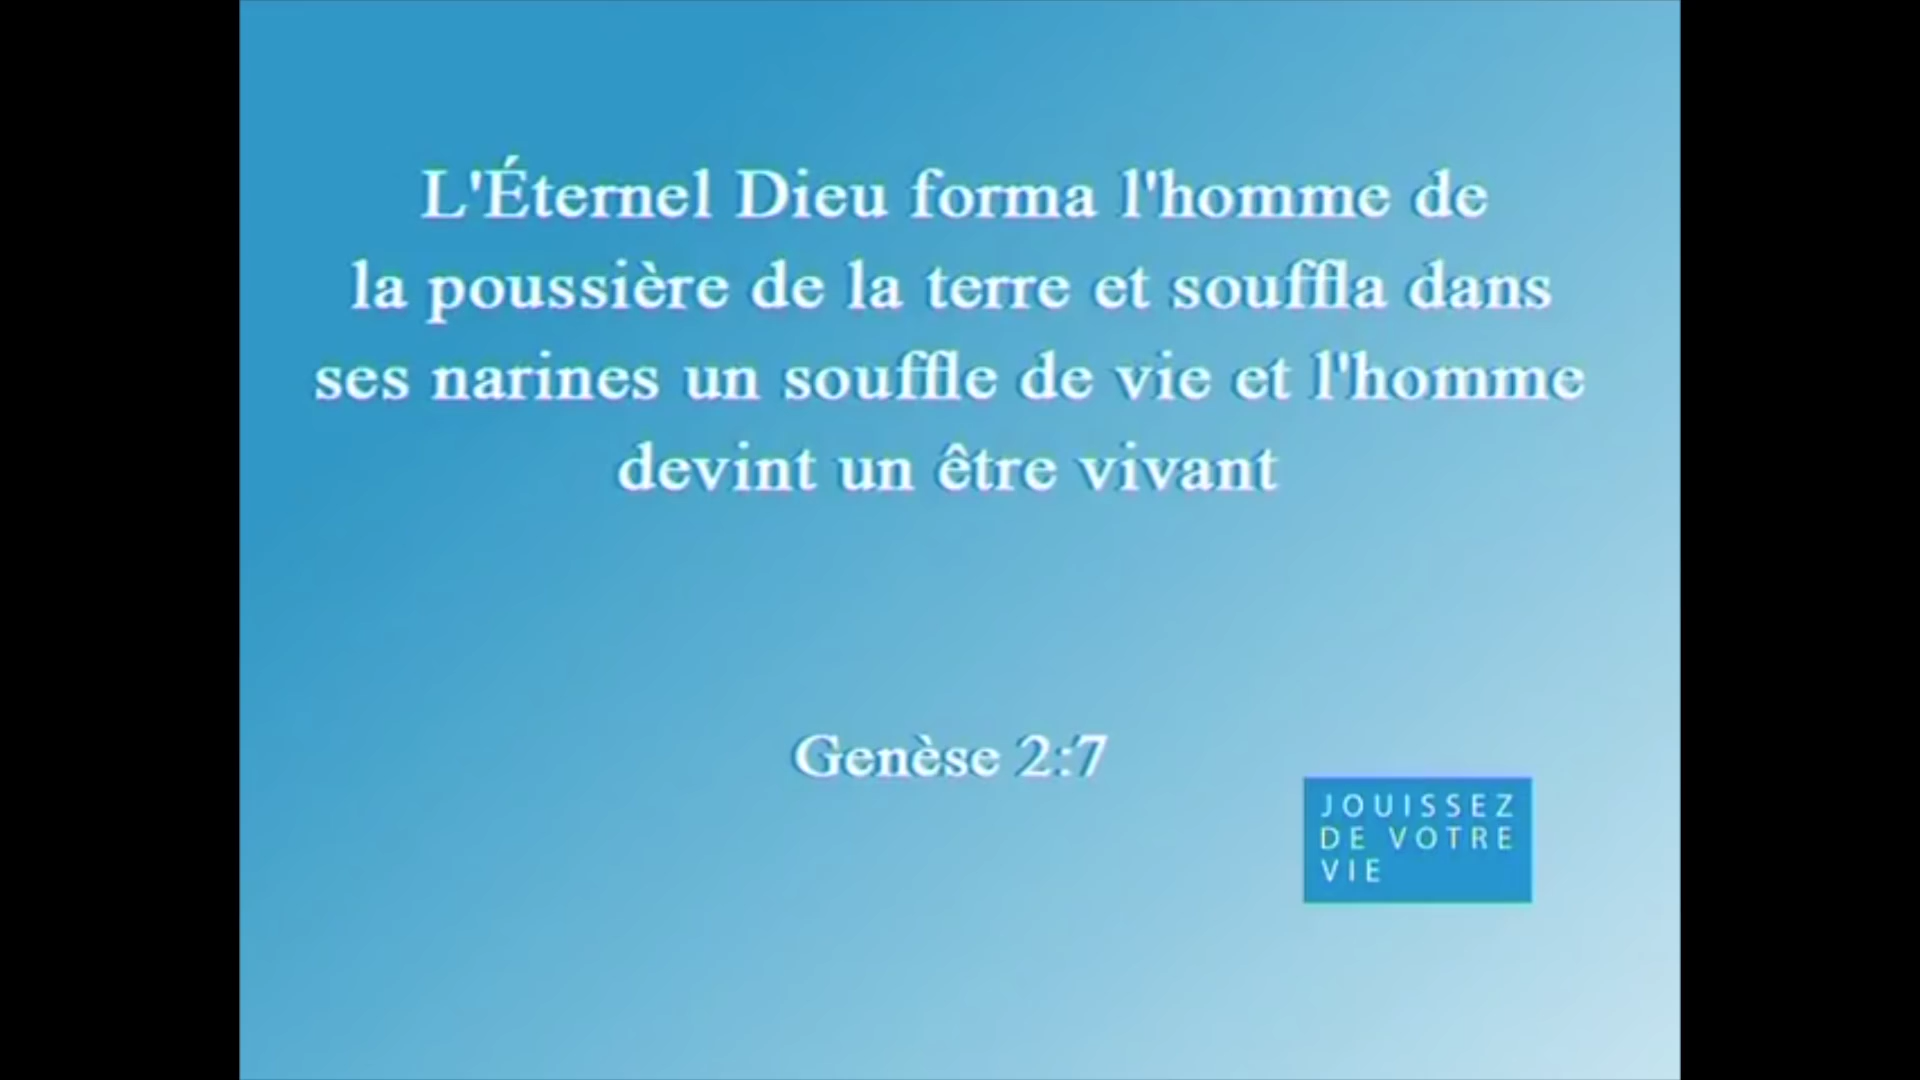 L'Éternel Dieu forma l'homme de
la poussière de la terre et souffla dans
ses narines un souffle de vie et l'homme
devint un être vivant
Genèse 2:7
JOUISSEZ
DE VOTRE
VIE